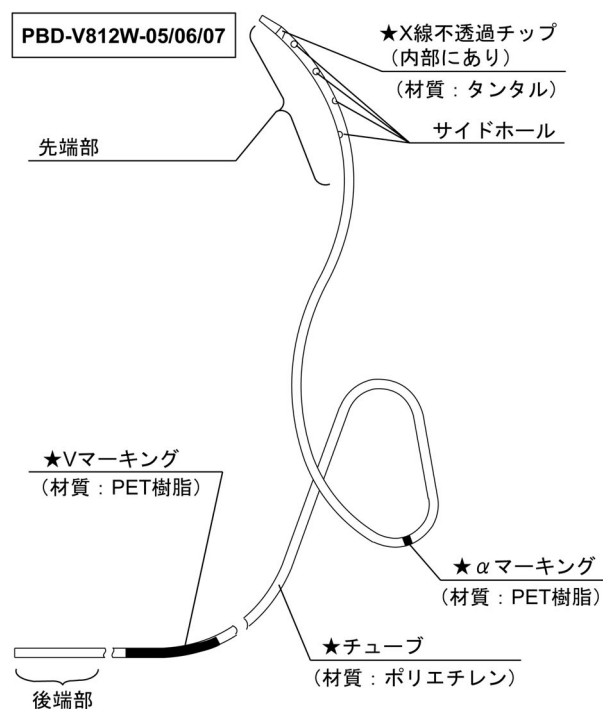 PBD-V812W-05/06/07
★X線不透過チップ
（内部にあり）
（材質：タンタル）
サイドホール
先端部
★Vマーキング
（材質：PET樹脂）
★αマーキング
（材質：PET樹脂）
★チューブ
（材質：ポリエチレン）
後端部